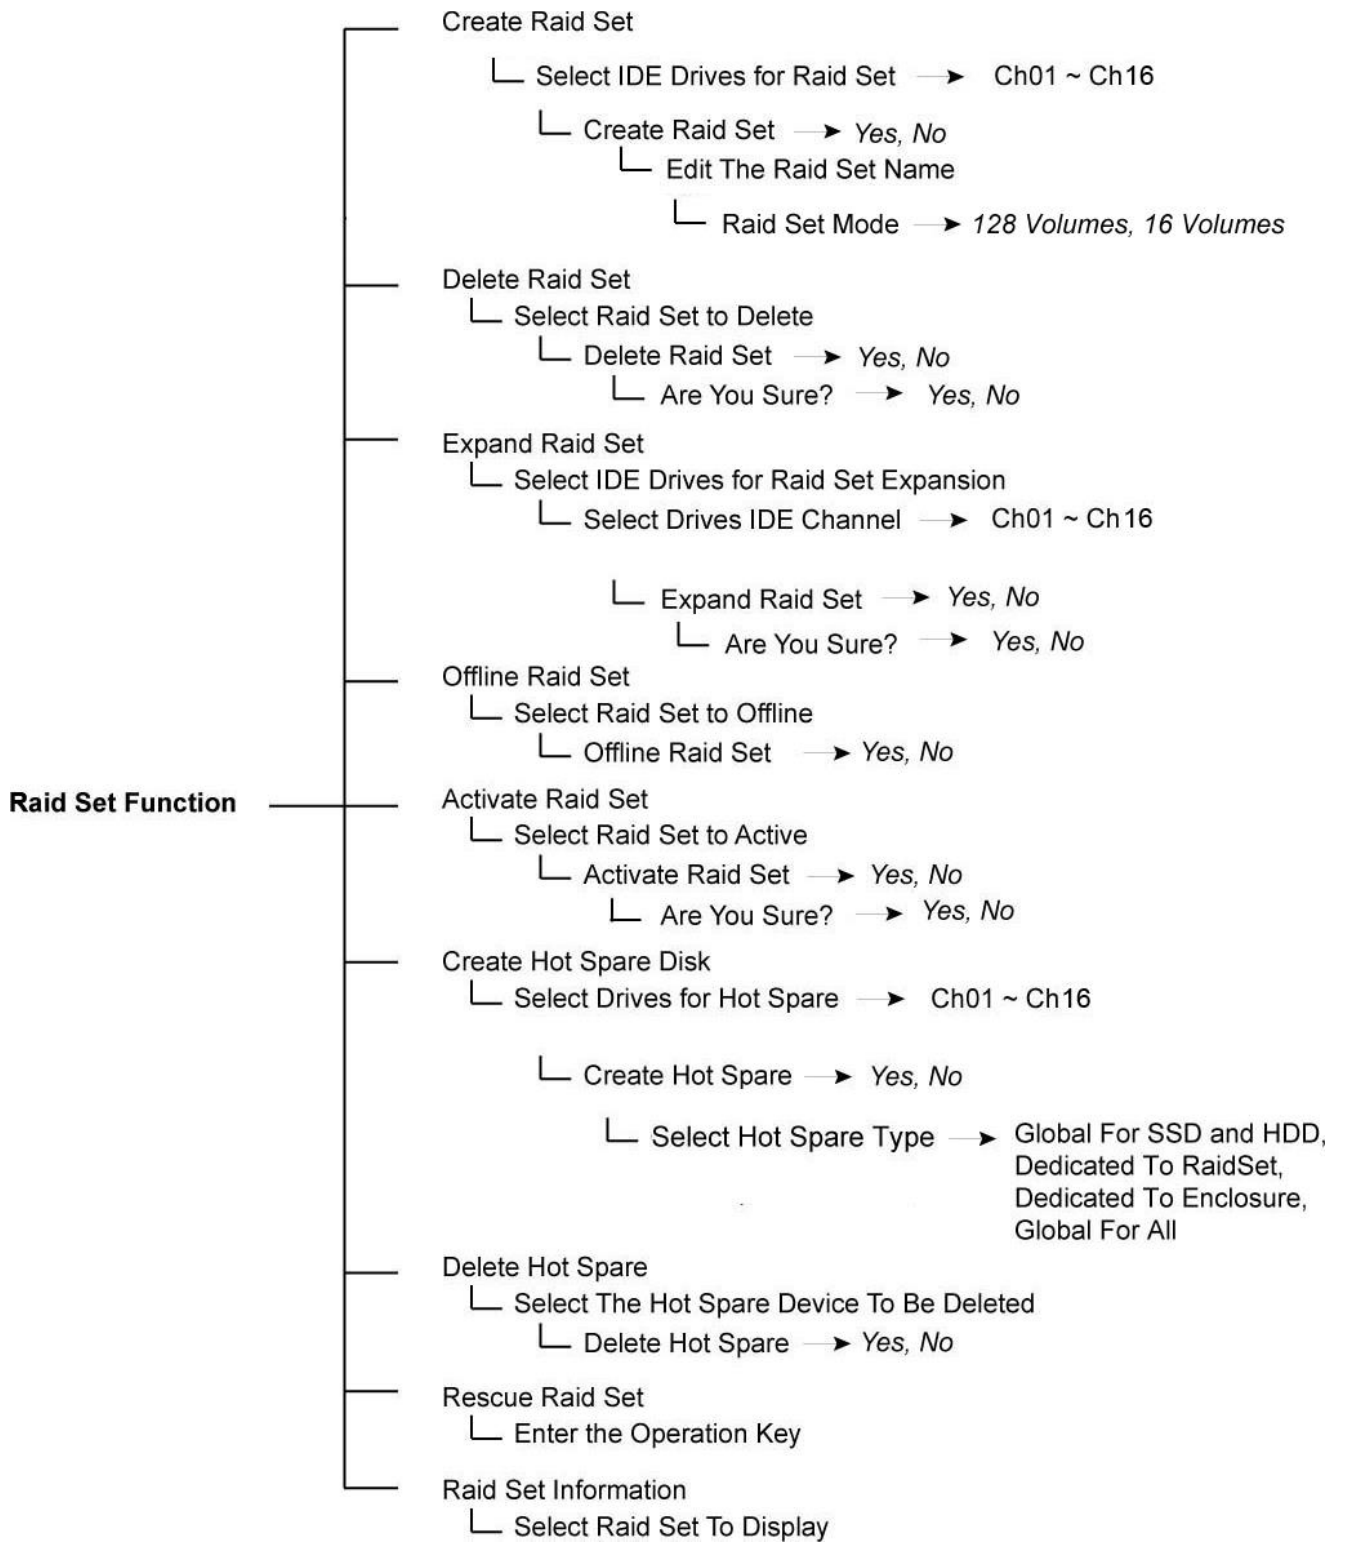 Create Raid Set
Select IDE Drives for Raid Set Ch01 ~ Ch16
Create Raid Set Yes, No
Edit The Raid Set Name
Raid Set Mode 128 Volumes, 16 Volumes
Delete Raid Set
Select Raid Set to Delete
Delete Raid Set Yes, No
Are You Sure? Yes, No
Expand Raid Set
Select IDE Drives for Raid Set Expansion
Select Drives IDE Channel Ch01 ~ Ch16
Expand Raid Set Yes, No
Are You Sure? Yes, No
Offline Raid Set
Select Raid Set to Offline
Offline Raid Set Yes, No
Raid Set Function
Activate Raid Set
Select Raid Set to Active
Activate Raid Set Yes, No
Are You Sure? Yes, No
Create Hot Spare Disk
Select Drives for Hot Spare Ch01 ~ Ch16
Create Hot Spare Yes, No
Select Hot Spare Type Global For SSD and HDD,
Dedicated To RaidSet,
Dedicated To Enclosure,
Global For All
Delete Hot Spare
Select The Hot Spare Device To Be Deleted
Delete Hot Spare Yes, No
Rescue Raid Set
Enter the Operation Key
Raid Set Information
Select Raid Set To Display